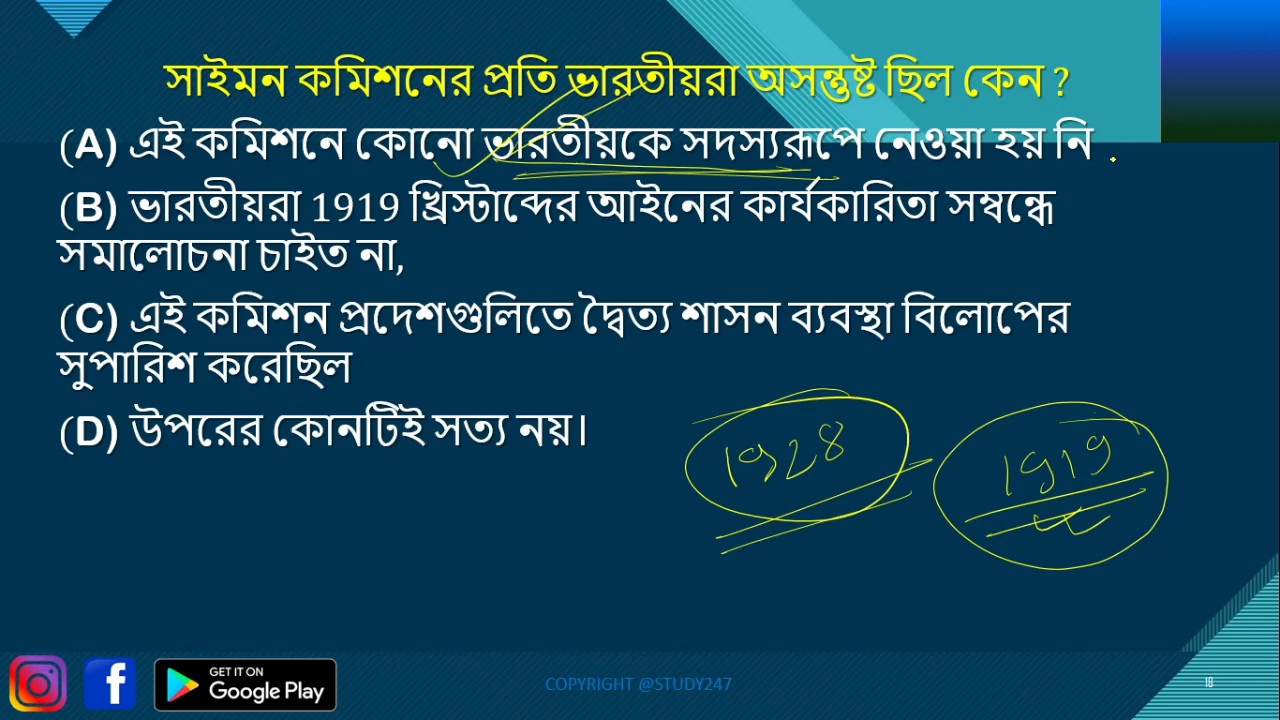 সাইমন কমিশনের প্রতি ভারতীয়রা অসন্তুষ্ট ছিল কেন ?
(A) এই কমিশনে কোনো ভারতীয়কে সদস্যরূপে নেওয়া হয় নি .
(B) ভারতীয়রা 1919 খ্রিস্টাব্দের আইনের কার্যকারিতা সম্বন্ধে
সমালোচনা চাইত না,
(C) এই কমিশন প্রদেশগুলিতে দ্বৈত্য শাসন ব্যবস্থা বিলোপের
সুপারিশ করেছিল
(D) উপরের কোনটিই সত্য নয়।
1928
1919
GET IT ON
Google Play
COPYRIGHT @STUDY247
18